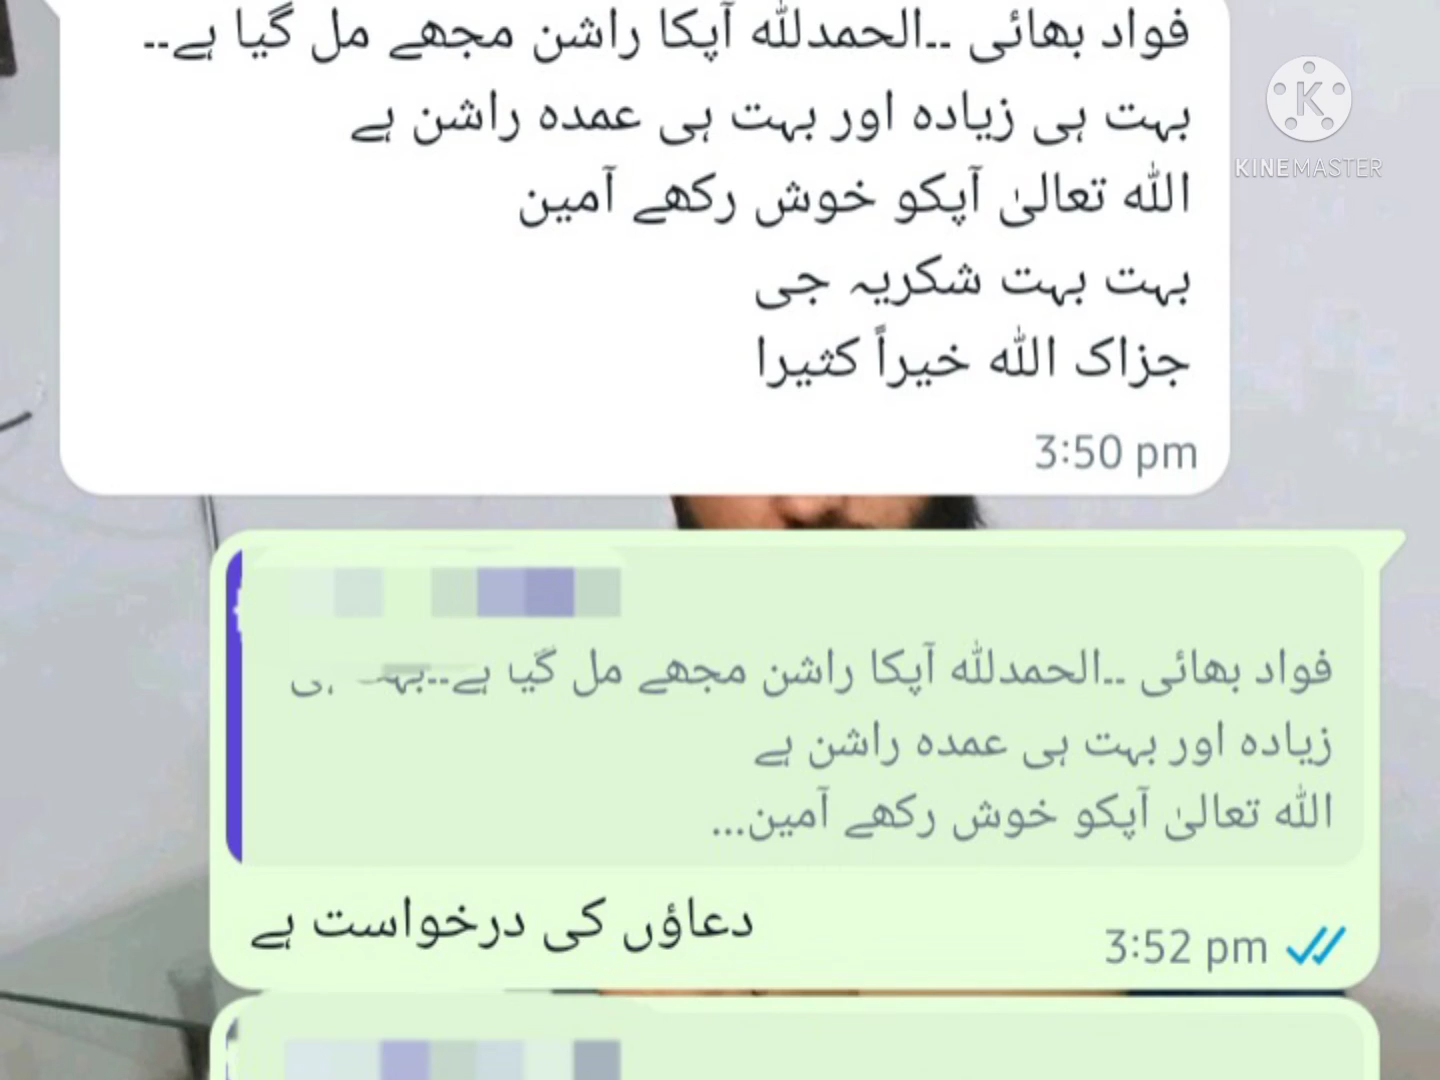 فواد بھائی ۔۔الحمدللہ آپکا راشن مجھے مل گیا ہے۔۔
بہت ہی زیادہ اور بہت ہی عمدہ راشن ہے
اللہ تعالیٰ آپکو خوش رکھے آمین
بہت بہت شکریہ جی
جزاک اللہ خیراً کثیرا
3:50 pm
KINEMASTER
فواد بھائی ۔۔الحمدللہ آپکا راشن مجھے مل گیا ہے۔۔ ہی
زیادہ اور بہت ہی عمدہ راشن ہے
اللہ تعالیٰ آپکو خوش رکھے آمین...
دعاؤں کی درخواست ہے
3:52 pm